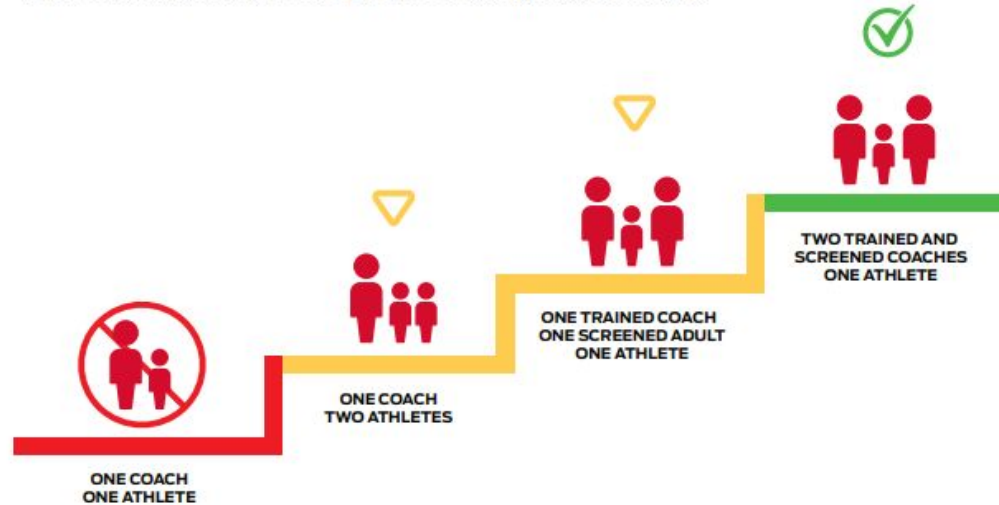 ONE COACH
ONE ATHLETE
ONE COACH
TWO ATHLETES
ONE TRAINED COACH
ONE SCREENED ADULT
ONE ATHLETE
TWO TRAINED AND
SCREENED COACHES
ONE ATHLETE